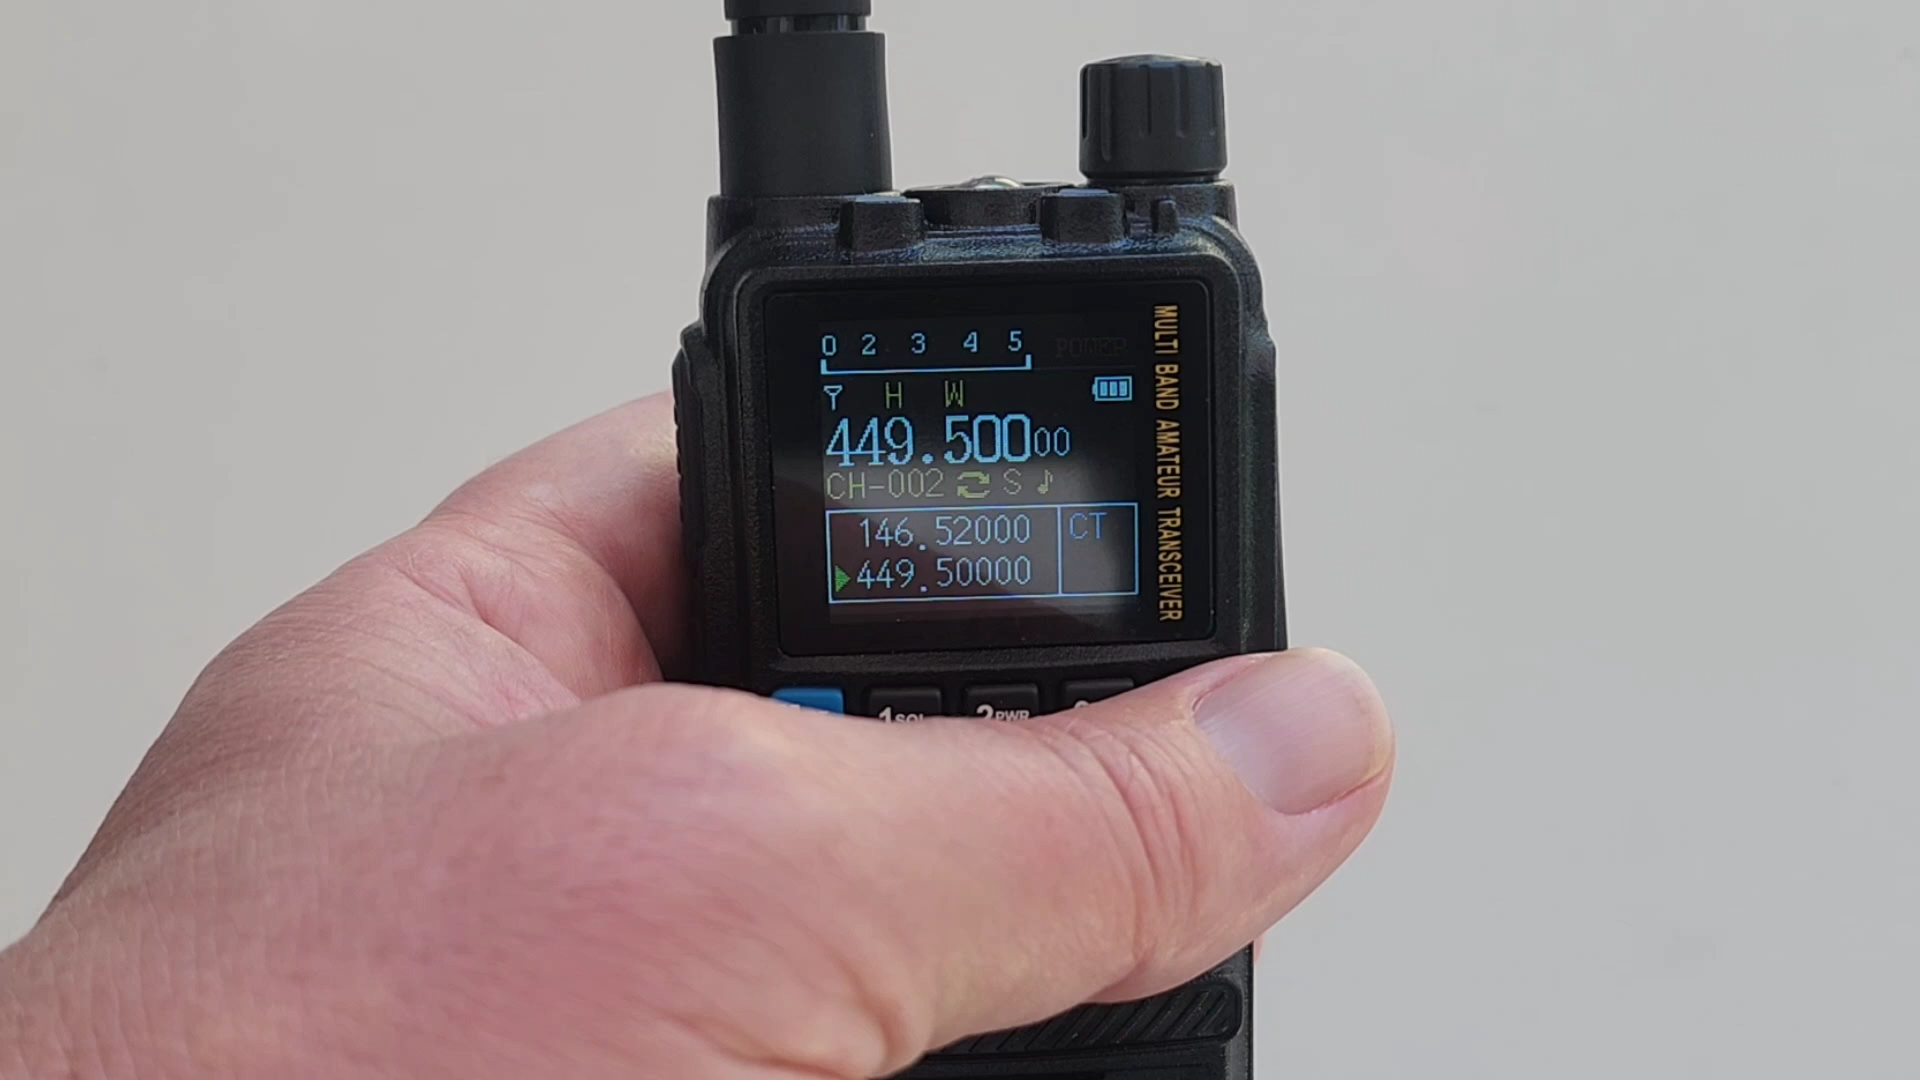 0 2 3 4 5 POWER
H W
449.50000
CH-002 S
146.52000 CT
449.50000
MULTI BAND AMATEUR TRANSCEIVER
1SQL 2PWR